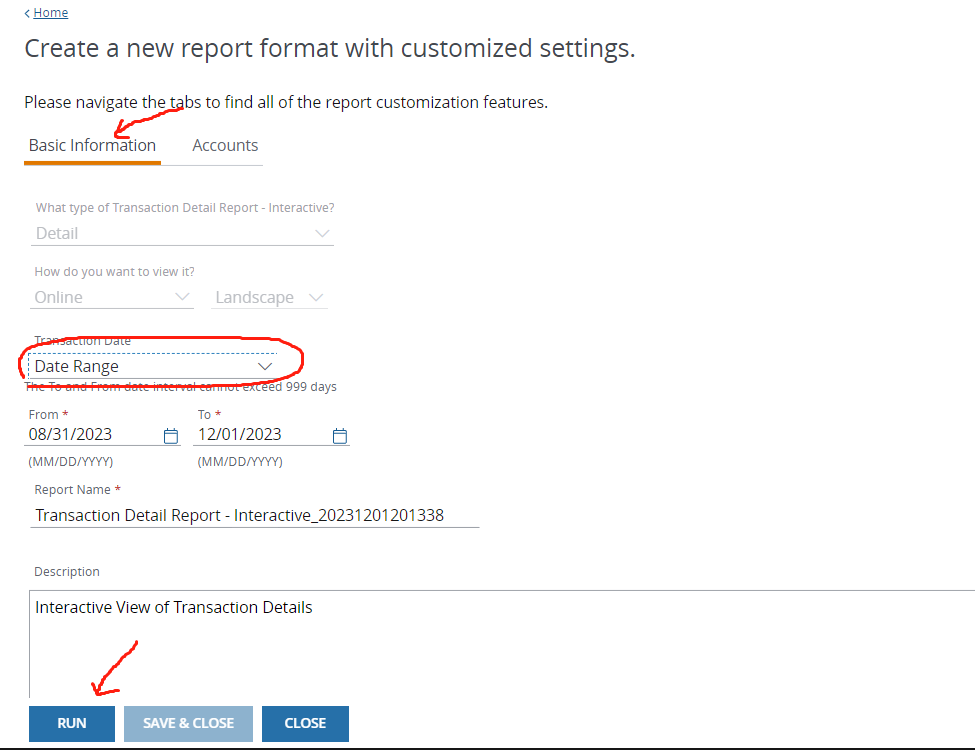 < Home
Create a new report format with customized settings.
Please navigate the tabs to find all of the report customization features.
Basic Information Accounts
What type of Transaction Detail Report - Interactive?
Detail
How do you want to view it?
Online Landscape
Transaction Date
Date Range
The To and From date interval cannot exceed 999 days
From * To *
08/31/2023 12/01/2023
(MM/DD/YYYY) (MM/DD/YYYY)
Report Name *
Transaction Detail Report - Interactive_20231201201338
Description
Interactive View of Transaction Details
RUN SAVE & CLOSE CLOSE